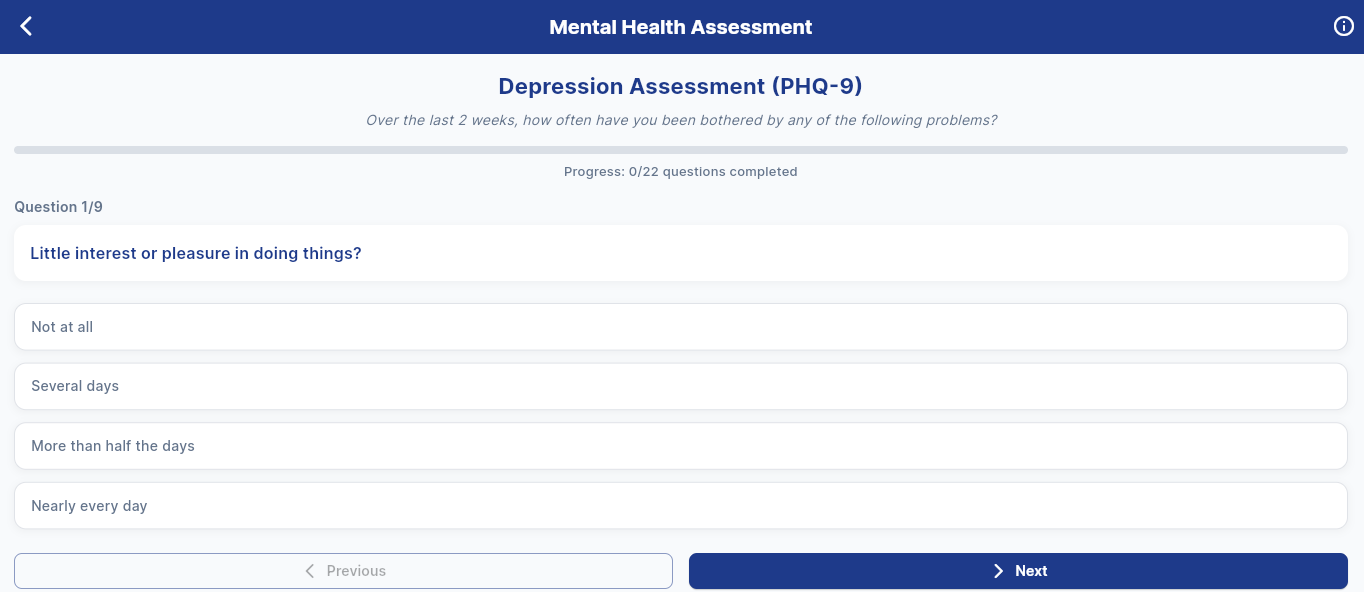 Mental Health Assessment
Depression Assessment (PHQ-9)
Over the last 2 weeks, how often have you been bothered by any of the following problems?
Progress: 0/22 questions completed
Question 1/9
Little interest or pleasure in doing things?
Not at all
Several days
More than half the days
Nearly every day
Previous
Next